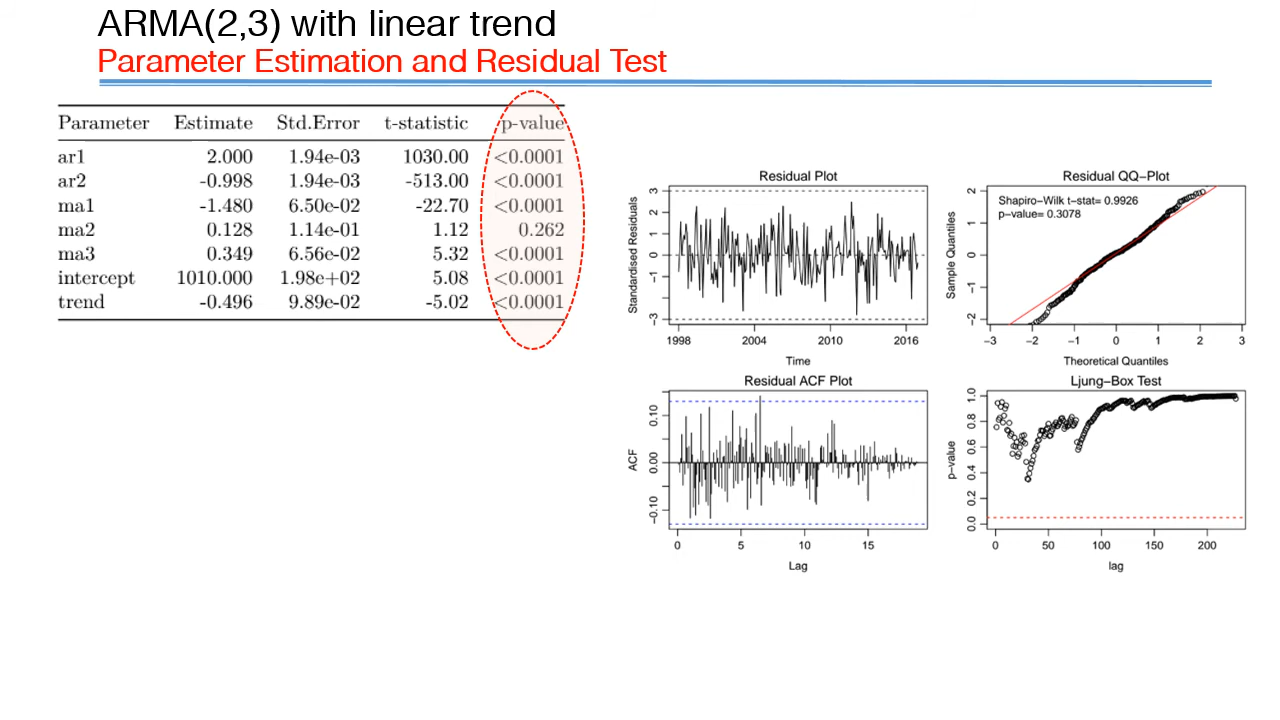 ARMA(2,3) with linear trend
Parameter Estimation and Residual Test
Parameter Estimate Std.Error t-statistic p-value
ar1 2.000 1.94e-03 1030.00 <0.0001
ar2 -0.998 1.94e-03 -513.00 <0.0001
ma1 -1.480 6.50e-02 -22.70 <0.0001
ma2 0.128 1.14e-01 1.12 0.262
ma3 0.349 6.56e-02 5.32 <0.0001
intercept 1010.000 1.98e+02 5.08 <0.0001
trend -0.496 9.89e-02 -5.02 <0.0001
Residual Plot
Standardised Residuals
3
2
1
0
−1
−3
1998 2004 2010 2016
Time
Residual QQ−Plot
Shapiro−Wilk t−stat= 0.9926
p−value= 0.3078
Sample Quantiles
2
1
0
−1
−2
−3 −2 −1 0 1 2 3
Theoretical Quantiles
Residual ACF Plot
ACF
0.10
0.00
−0.10
0 5 10 15
Lag
Ljung−Box Test
p−value
1.0
0.8
0.6
0.4
0.2
0.0
0 50 100 150 200
lag